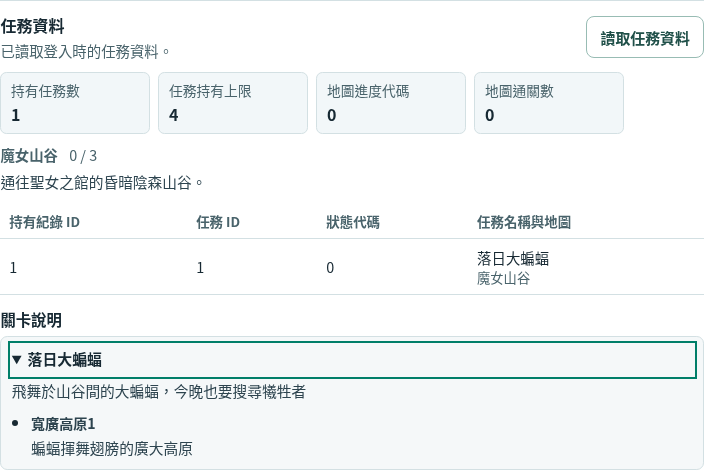 任務資料
已讀取登入時的任務資料。
讀取任務資料
持有任務數
1
任務持有上限
4
地圖進度代碼
0
地圖通關數
0
魔女山谷 0 / 3
通往聖女之館的昏暗陰森山谷。
持有紀錄 ID 任務 ID 狀態代碼 任務名稱與地圖
1 1 0 落日大蝙蝠
魔女山谷
關卡說明
▼ 落日大蝙蝠
飛舞於山谷間的大蝙蝠，今晚也要搜尋犧牲者
• 寬廣高原1
蝙蝠揮舞翅膀的廣大高原